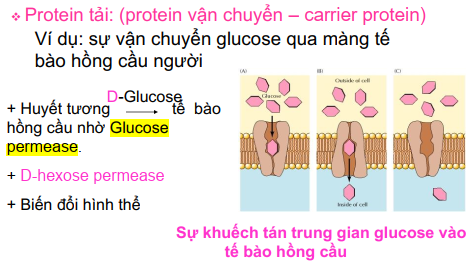 ❖ Protein tải: (protein vận chuyển – carrier protein)
Ví dụ: sự vận chuyển glucose qua màng tế
bào hồng cầu người
D-Glucose
+ Huyết tương → tế bào
hồng cầu nhờ Glucose
permease.
+ D-hexose permease
+ Biến đổi hình thể
(A) (B) (C)
Outside of cell
Glucose
Inside of cell
Sự khuếch tán trung gian glucose vào
tế bào hồng cầu